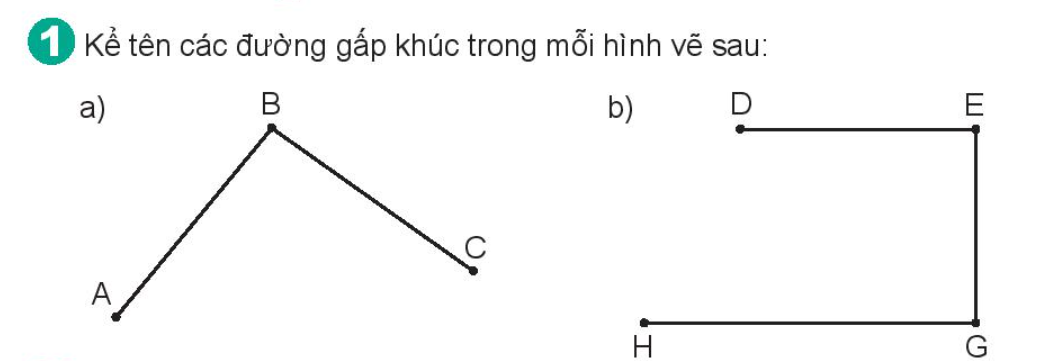 1 Kể tên các đường gấp khúc trong mỗi hình vẽ sau:
a) B
C
A
b) D E
H G